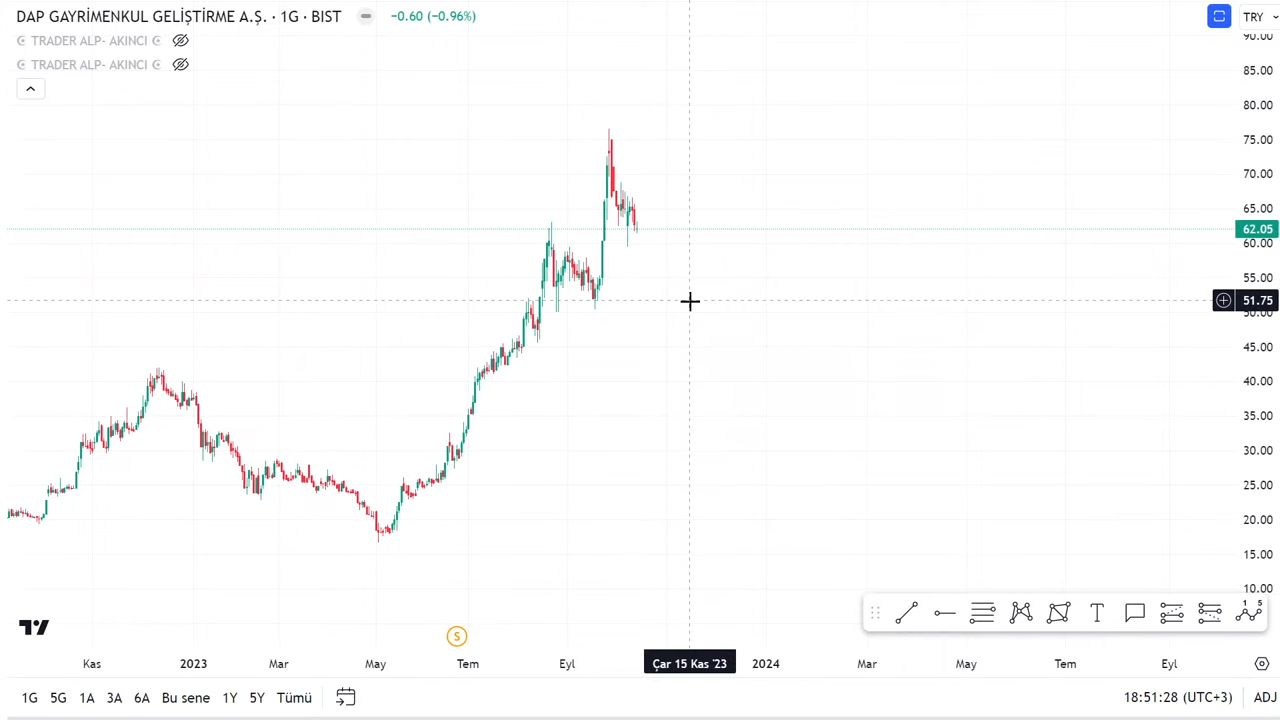 DAP GAYRİMENKUL GELİŞTİRME A.Ş. · 1G · BIST −0.60 (−0.96%) TRY
TRADER ALP- AKINCI
TRADER ALP- AKINCI
90.00
85.00
80.00
75.00
70.00
65.00
62.05
60.00
55.00
51.75
50.00
45.00
40.00
35.00
30.00
25.00
20.00
15.00
10.00
T 1 5
S
Kas 2023 Mar May Tem Eyl Çar 15 Kas '23 2024 Mar May Tem Eyl
1G 5G 1A 3A 6A Bu sene 1Y 5Y Tümü 18:51:28 (UTC+3) ADJ